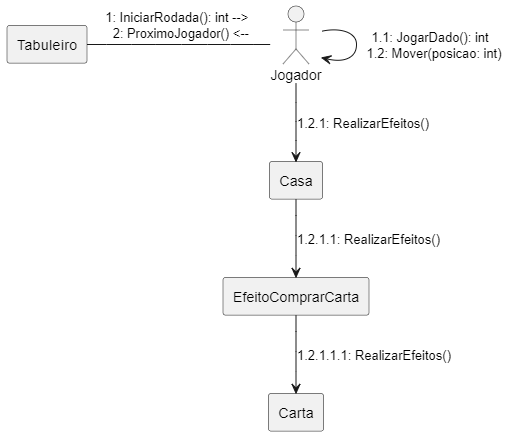 1: IniciarRodada(): int -->
2: ProximoJogador() <--
Tabuleiro
1.1: JogarDado(): int
1.2: Mover(posicao: int)
Jogador
1.2.1: RealizarEfeitos()
Casa
1.2.1.1: RealizarEfeitos()
EfeitoComprarCarta
1.2.1.1.1: RealizarEfeitos()
Carta